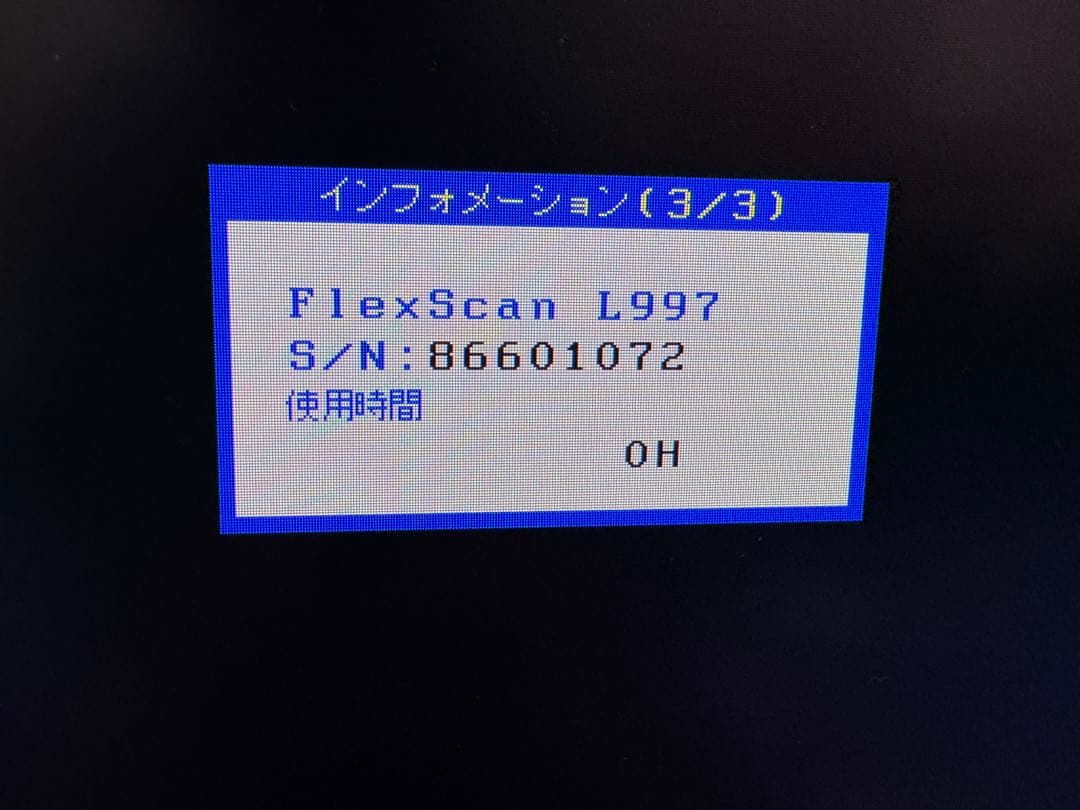 インフォメーション(3/3)
FlexScan L997
S/N:86601072
使用時間
0H